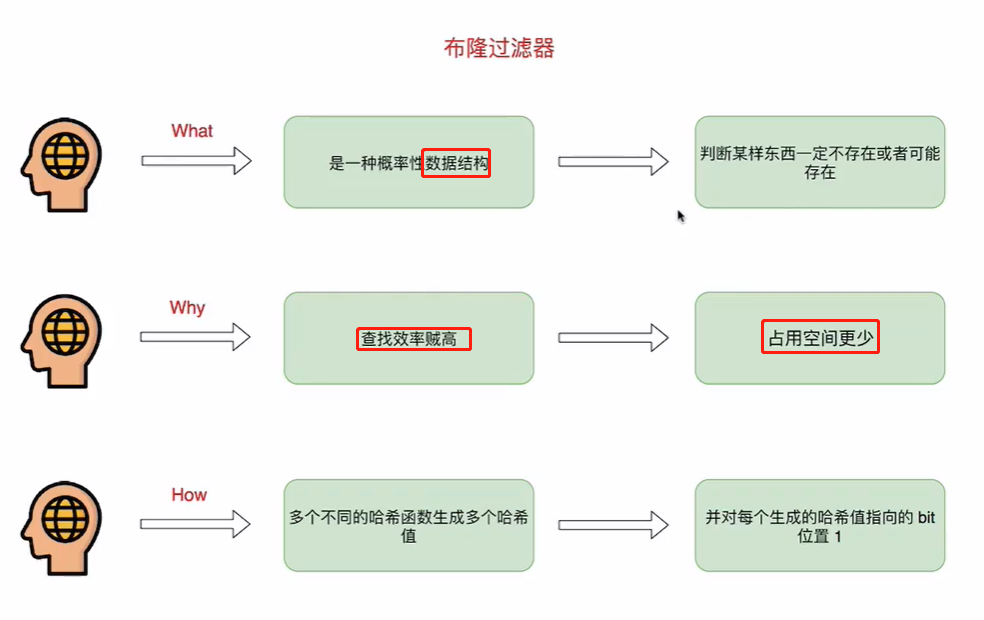 布隆过滤器
What
是一种概率性数据结构
判断某样东西一定不存在或者可能
存在
Why
查找效率贼高
占用空间更少
How
多个不同的哈希函数生成多个哈希
值
并对每个生成的哈希值指向的 bit
位置 1